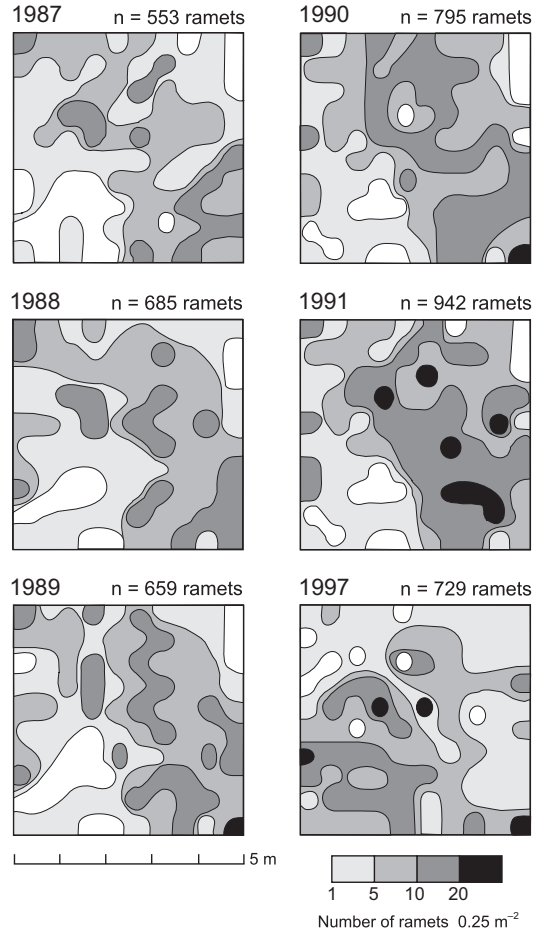 1987 n = 553 ramets
1990 n = 795 ramets
1988 n = 685 ramets
1991 n = 942 ramets
1989 n = 659 ramets
1997 n = 729 ramets
5 m
1 5 10 20
Number of ramets 0.25 m⁻²